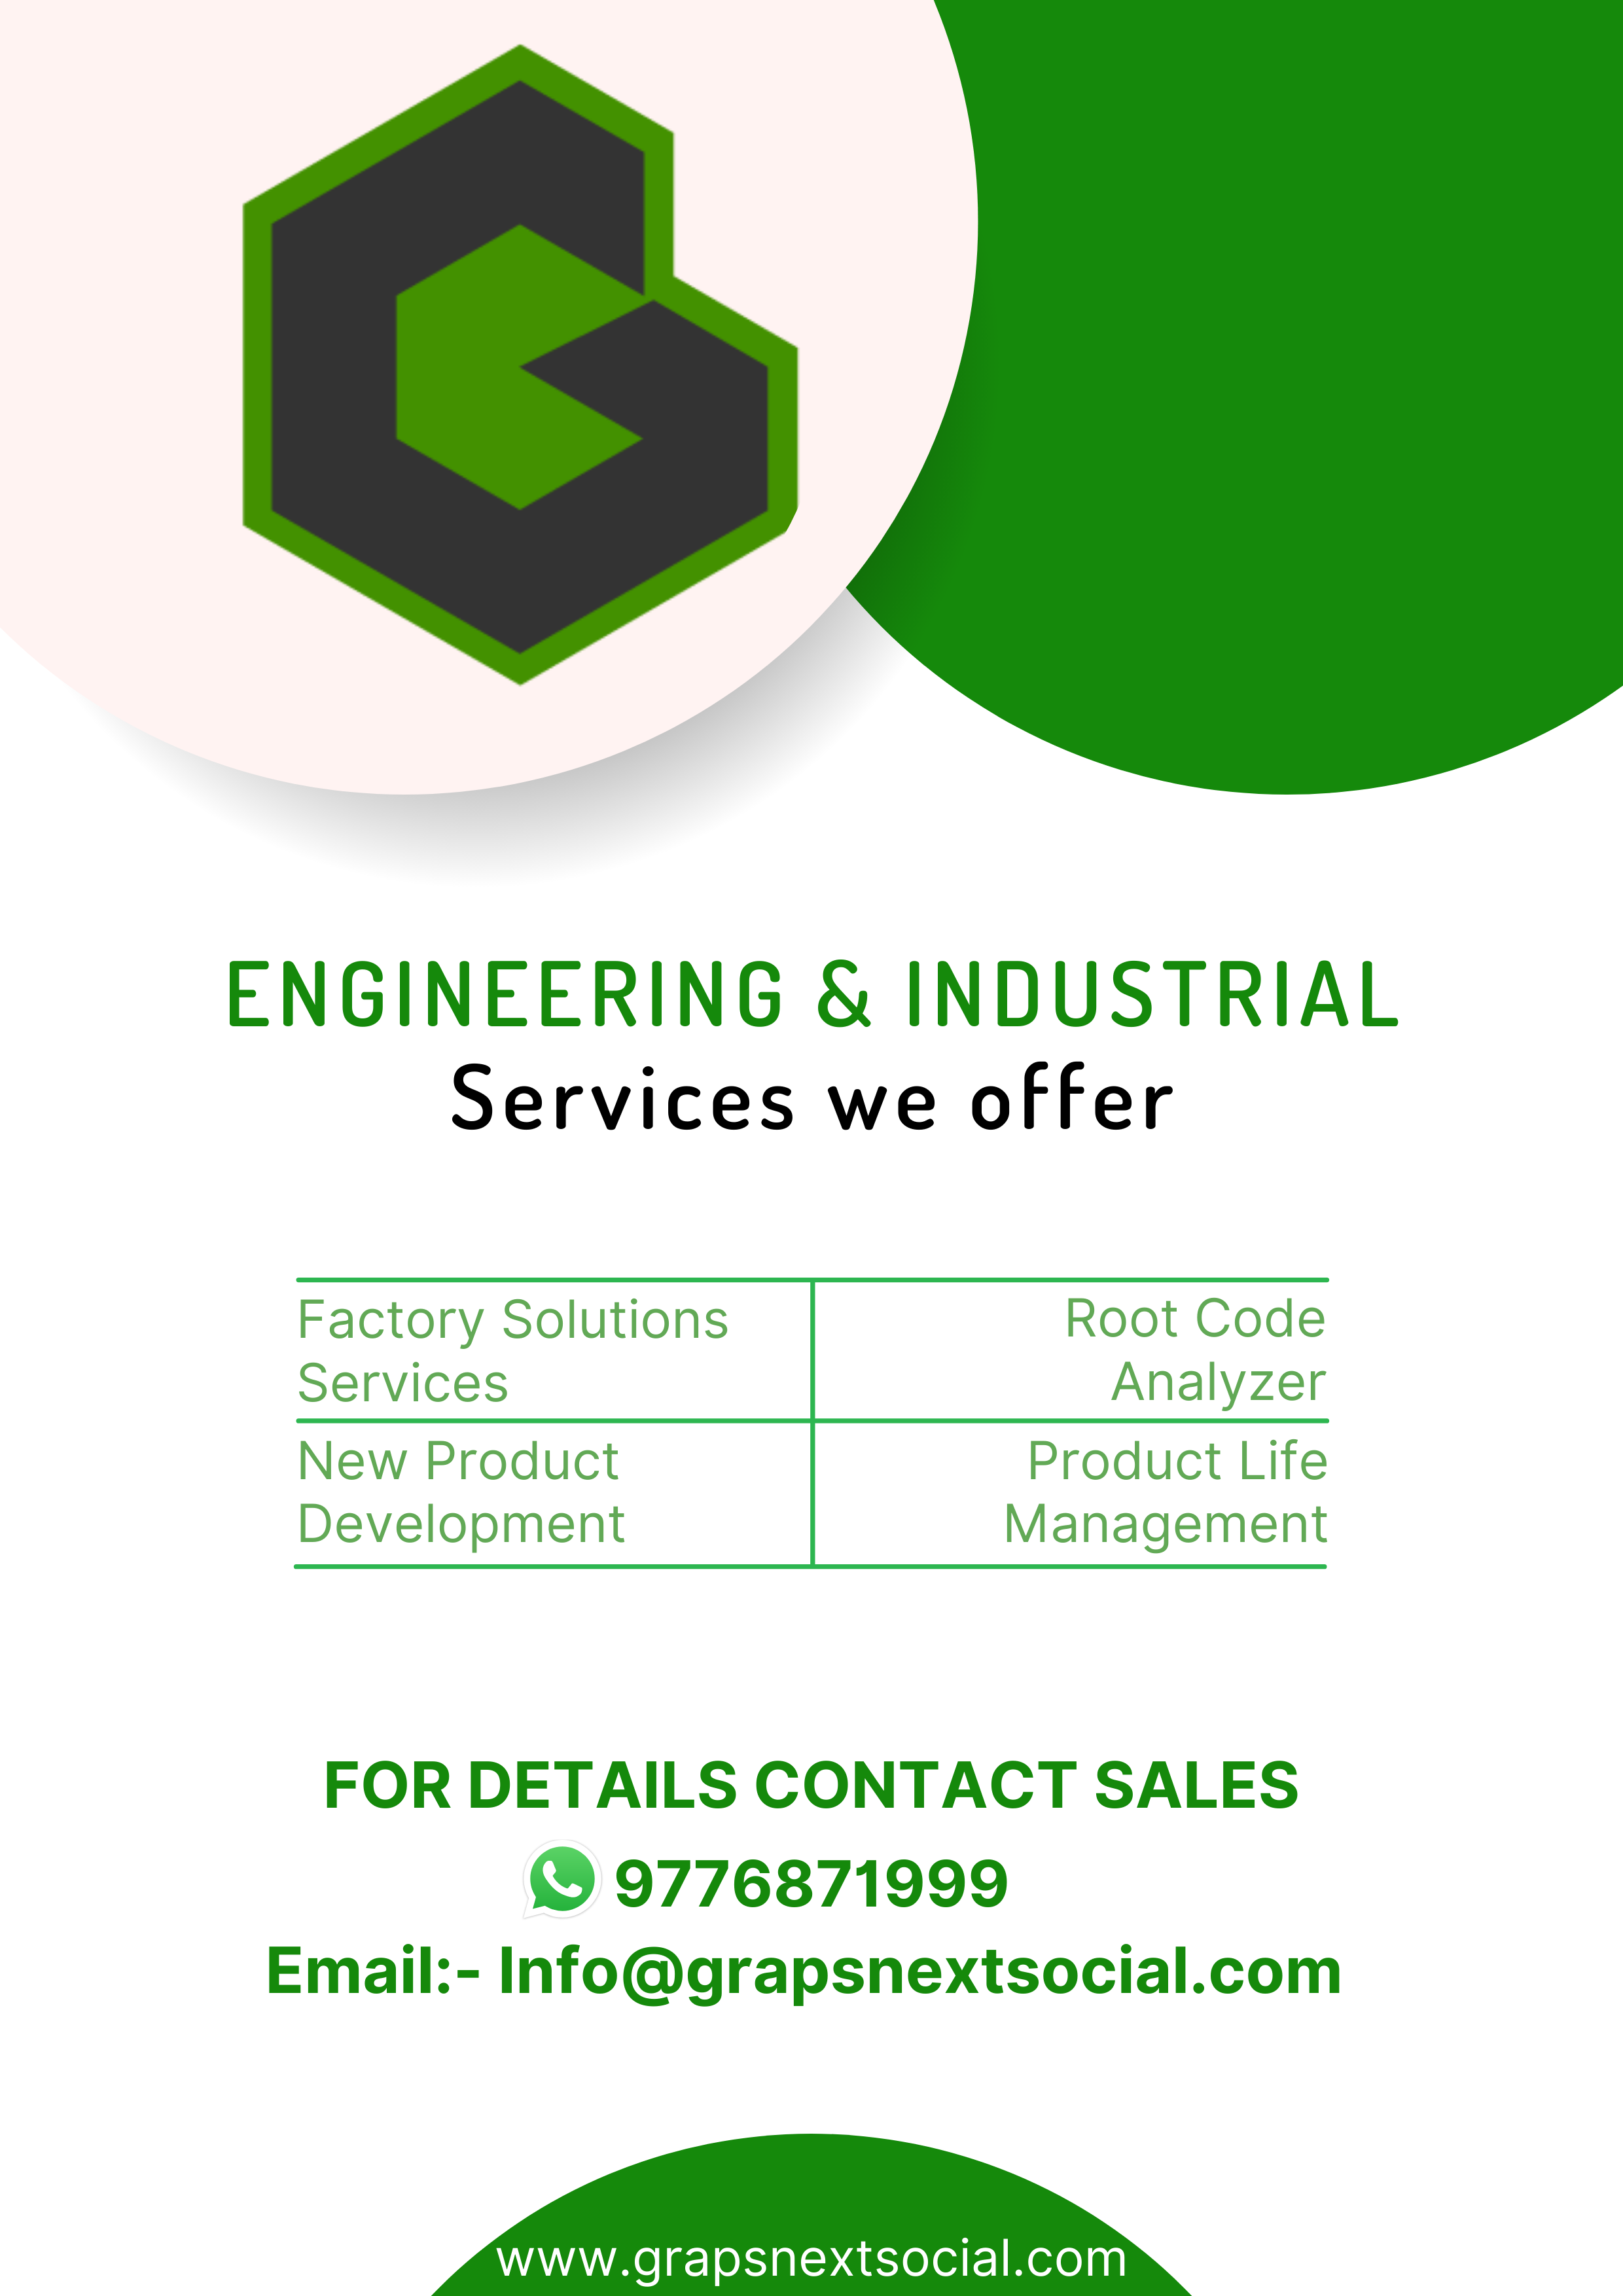 ENGINEERING & INDUSTRIAL
Services we offer
Factory Solutions
Services
Root Code
Analyzer
New Product
Development
Product Life
Management
FOR DETAILS CONTACT SALES
9776871999
Email:- Info@grapsnextsocial.com
www.grapsnextsocial.com